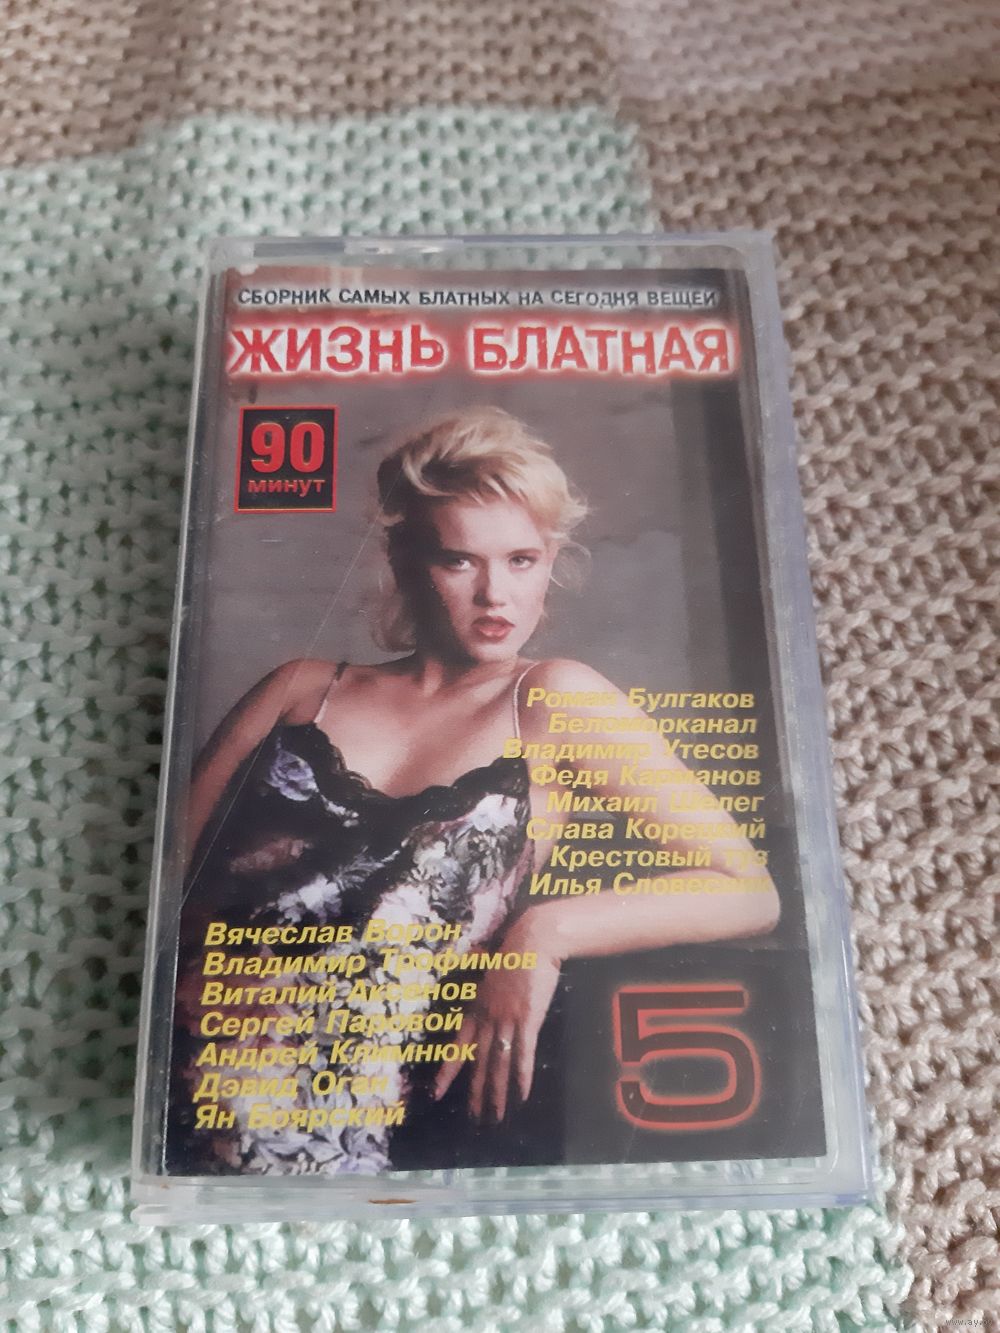 СБОРНИК САМЫХ БЛАТНЫХ НА СЕГОДНЯ ВЕЩЕЙ
ЖИЗНЬ БЛАТНАЯ
90
МИНУТ
Роман Булгаков
Беломорканал
Владимир Утесов
Федя Карманов
Михаил Шелег
Слава Корецкий
Крестовый туз
Илья Словесник
Вячеслав Ворон
Владимир Трофимов
Виталий Аксенов
Сергей Паровой
Андрей Климнюк
Дэвид Оган
Ян Боярский
5